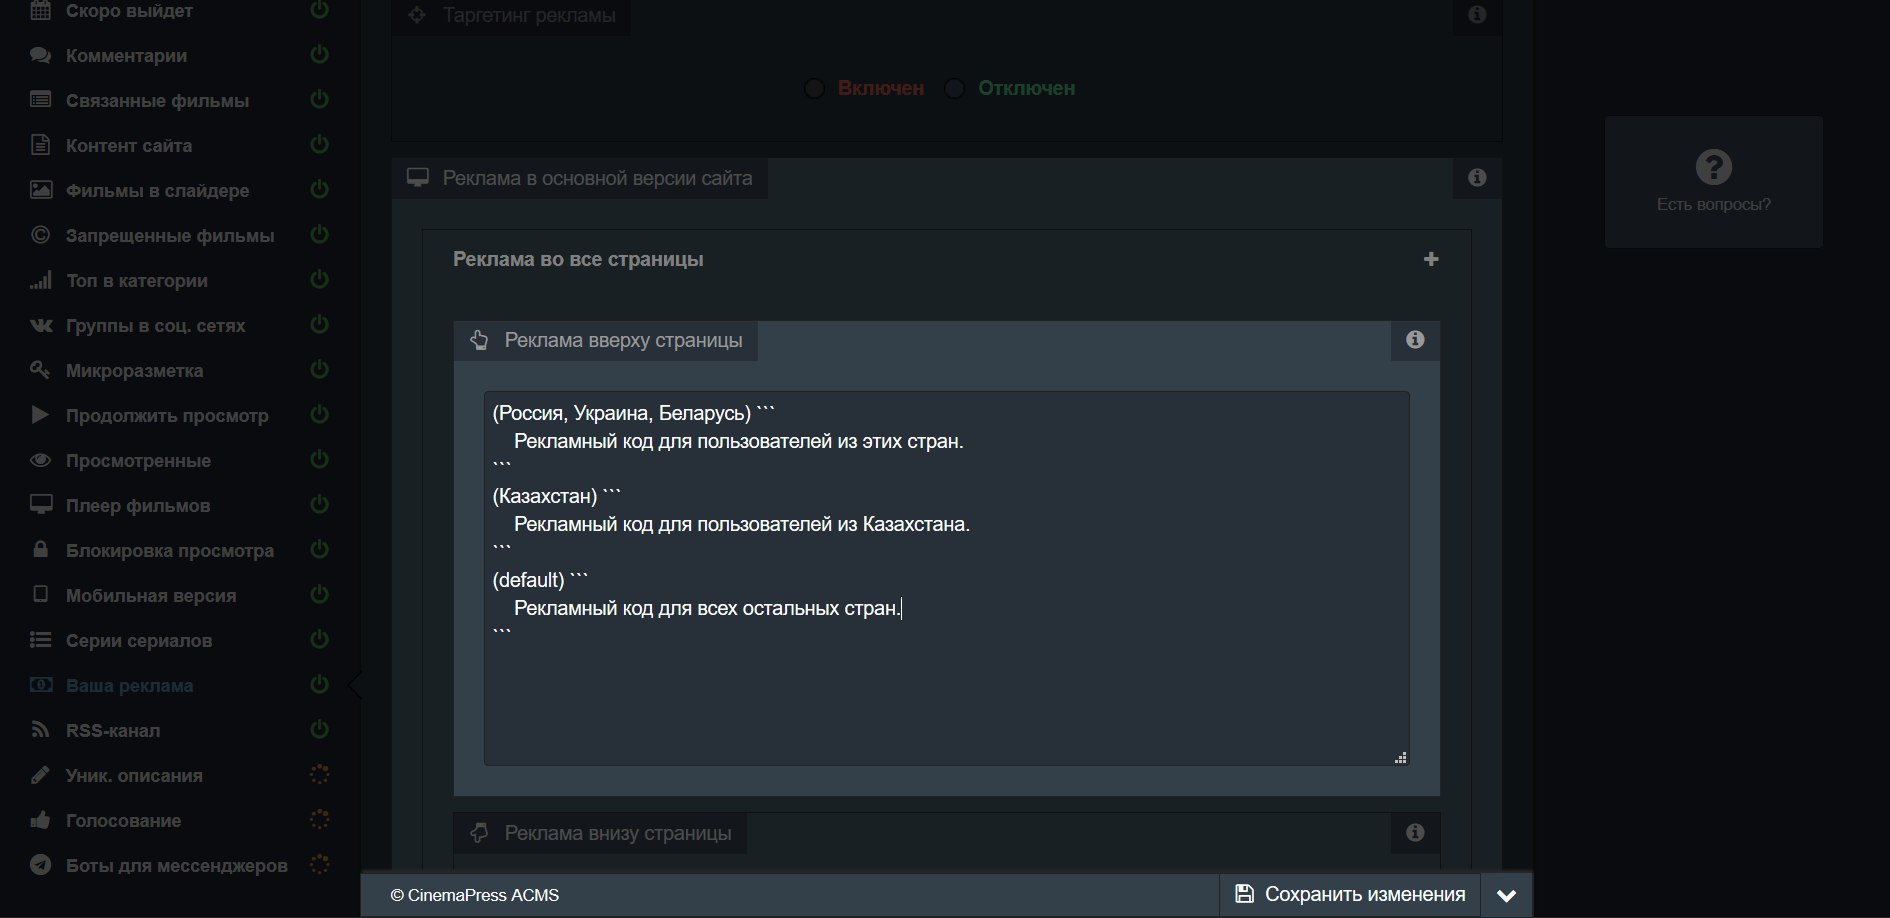 Скоро выйдет
Комментарии
Связанные фильмы
Контент сайта
Фильмы в слайдере
Запрещенные фильмы
Топ в категории
Группы в соц. сетях
Микроразметка
Продолжить просмотр
Просмотренные
Плеер фильмов
Блокировка просмотра
Мобильная версия
Серии сериалов
Ваша реклама
RSS-канал
Уник. описания
Голосование
Боты для мессенджеров
Таргетинг рекламы
Включен Отключен
Реклама в основной версии сайта
Реклама во все страницы
Реклама вверху страницы
(Россия, Украина, Беларусь) ```
Рекламный код для пользователей из этих стран.
```
(Казахстан) ```
Рекламный код для пользователей из Казахстана.
```
(default) ```
Рекламный код для всех остальных стран.
```
Реклама внизу страницы
© CinemaPress ACMS
Сохранить изменения
Есть вопросы?